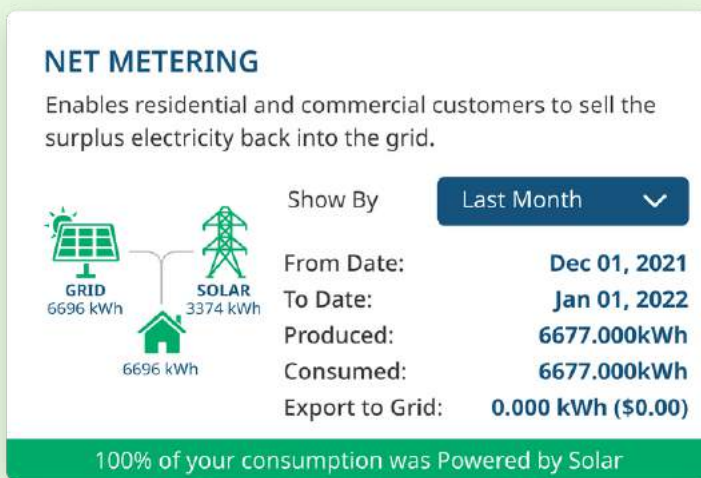 NET METERING
Enables residential and commercial customers to sell the
surplus electricity back into the grid.
Show By Last Month
GRID
6696 kWh
SOLAR
3374 kWh
6696 kWh
From Date: Dec 01, 2021
To Date: Jan 01, 2022
Produced: 6677.000kWh
Consumed: 6677.000kWh
Export to Grid: 0.000 kWh ($0.00)
100% of your consumption was Powered by Solar